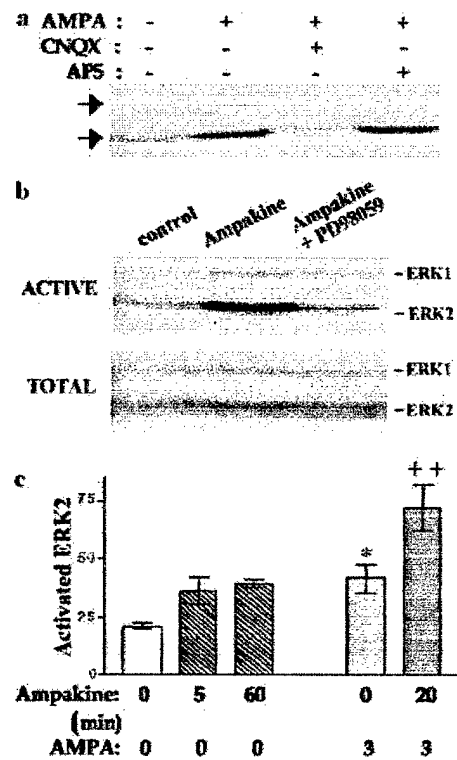 a AMPA : - + + +
CNQX : - - + -
AP5 : - - - +
b
control Ampakine Ampakine + PD98059
ACTIVE
-ERK1
-ERK2
TOTAL
-ERK1
-ERK2
c
Activated ERK2
75
50
25
0
* ++
Ampakine: 0 5 60 0 20
(min)
AMPA: 0 0 0 3 3